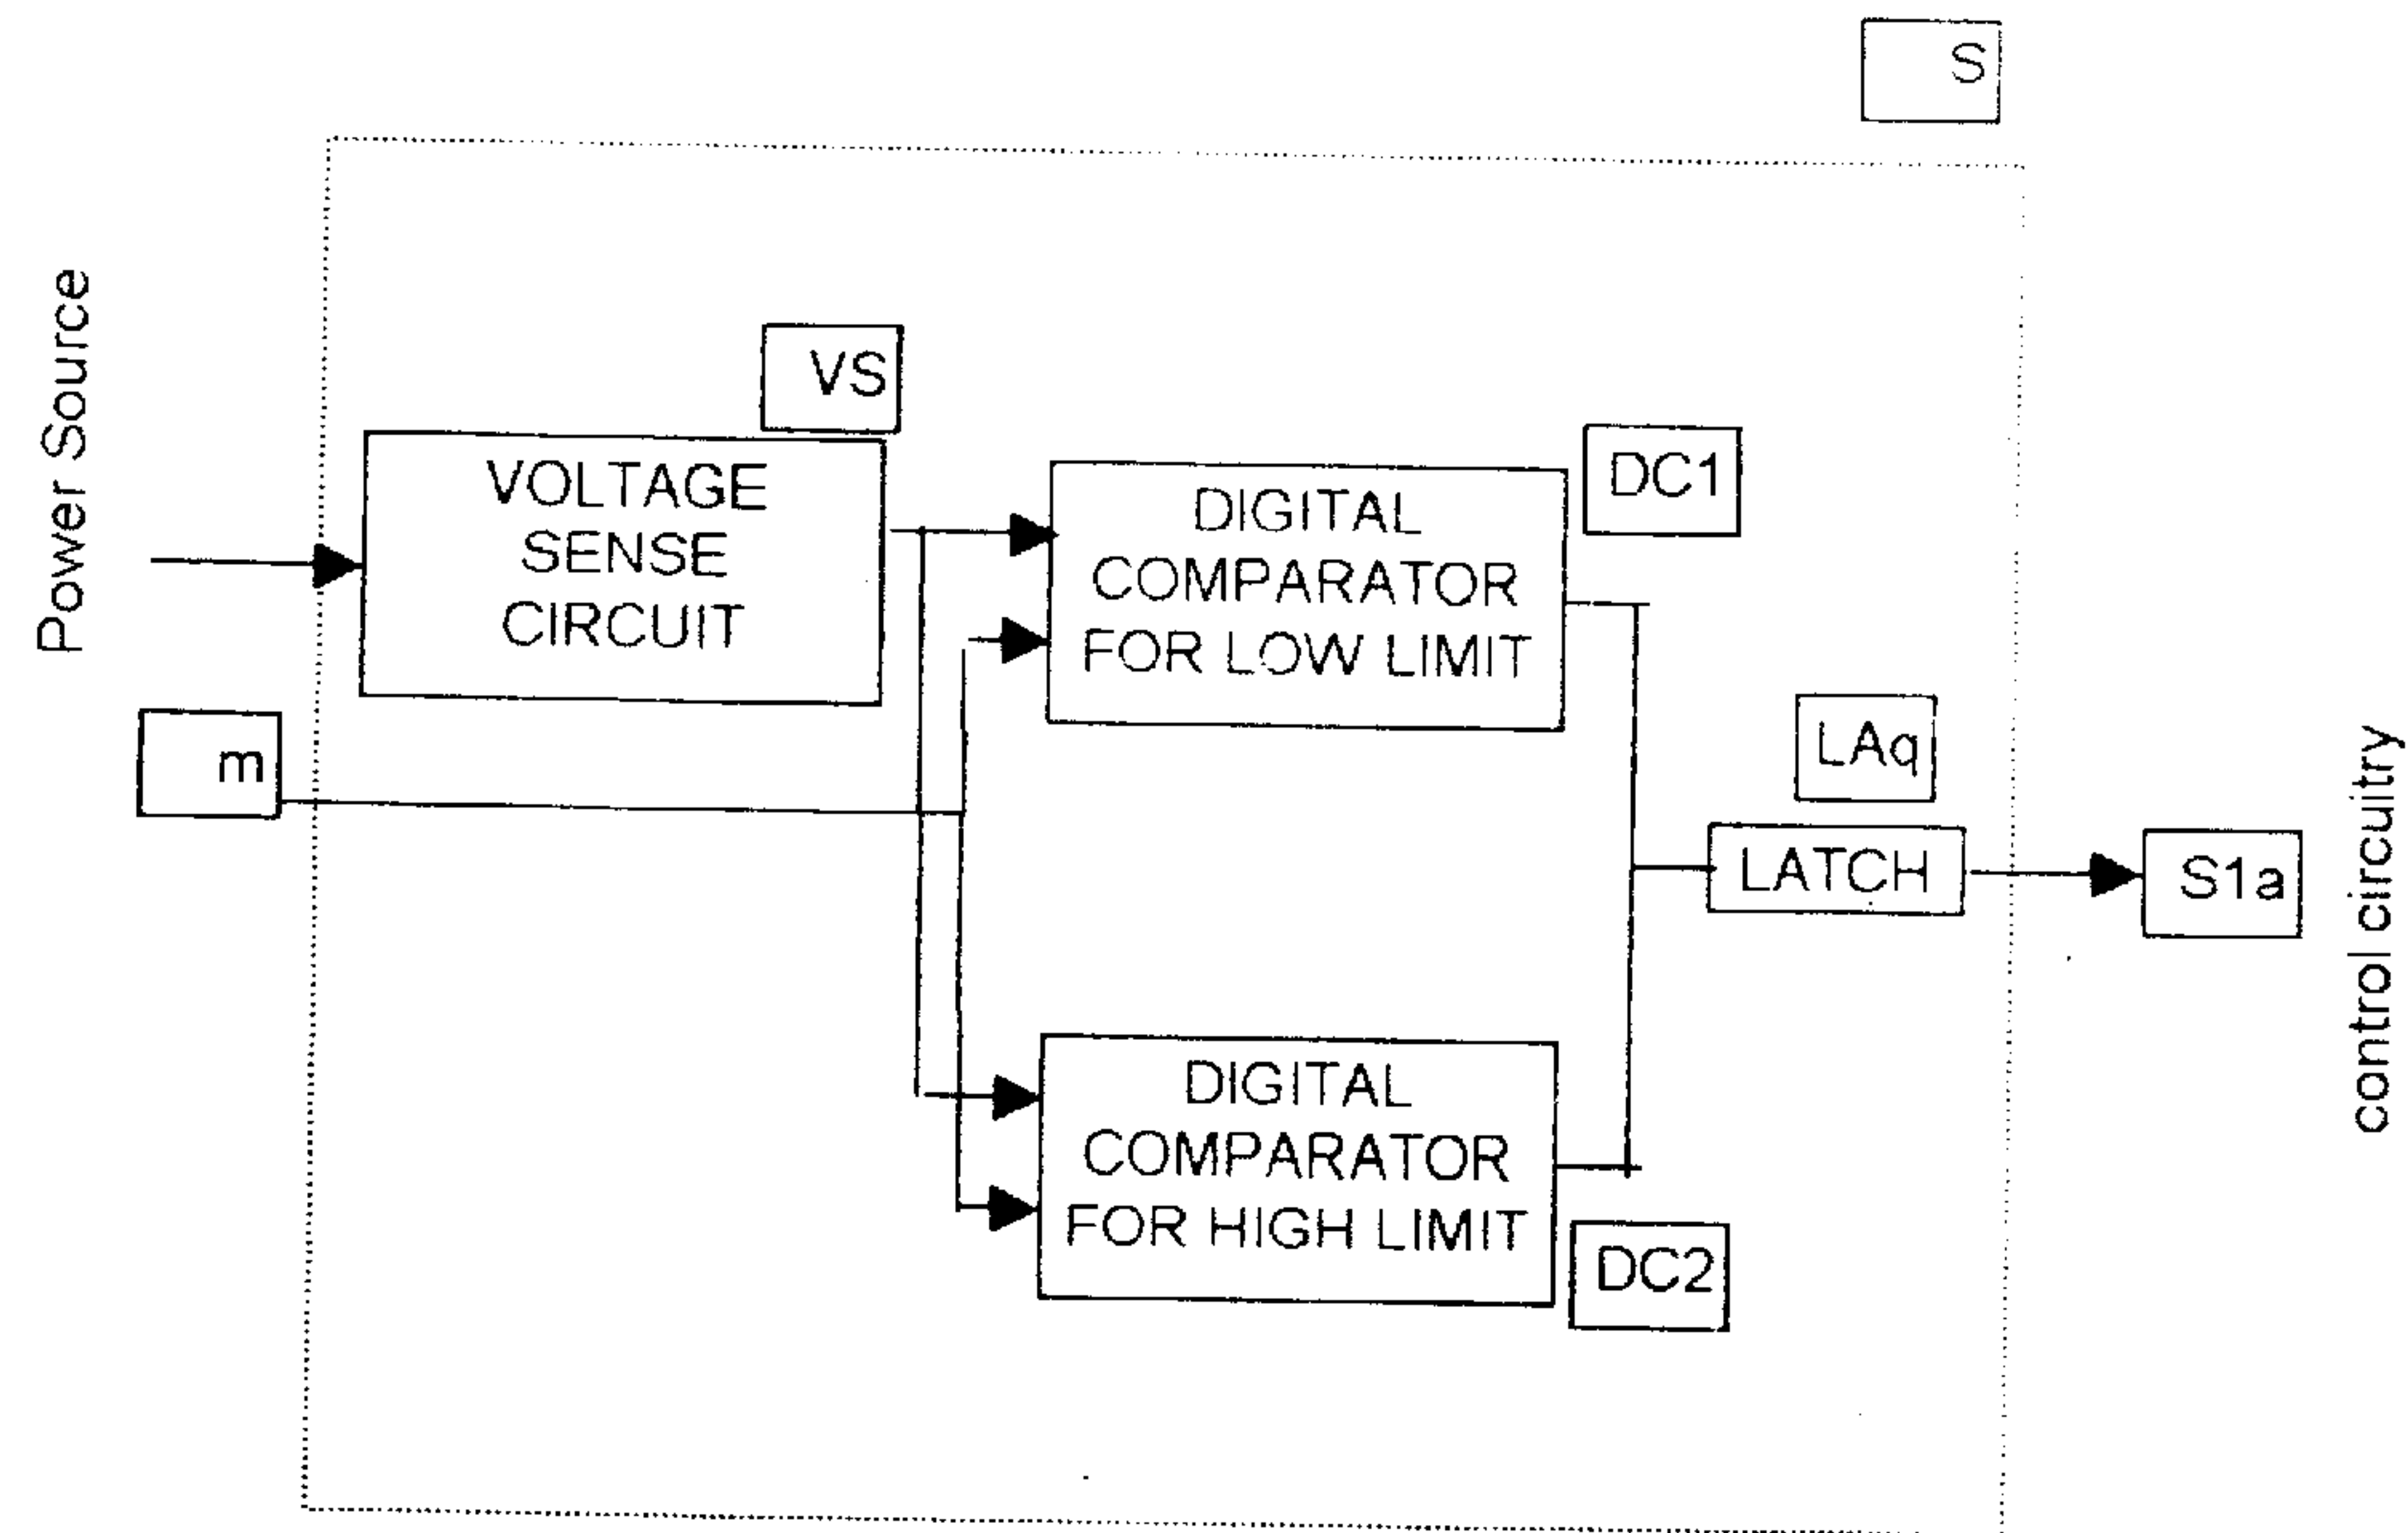 S
Power Source
VS
VOLTAGE
SENSE
CIRCUIT
DC1
DIGITAL
COMPARATOR
FOR LOW LIMIT
m
LAq
LATCH
S1a
control circuitry
DIGITAL
COMPARATOR
FOR HIGH LIMIT
DC2